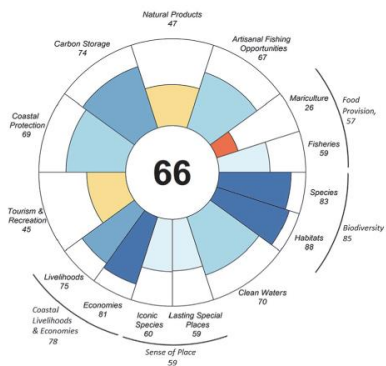 Natural Products
47
Artisanal Fishing
Opportunities
67
Mariculture
26
Food
Provision,
57
Fisheries
59
Species
83
Biodiversity
85
Habitats
88
Clean Waters
70
Lasting Special
Places
59
Sense of Place
59
Iconic
Species
60
Economies
81
Livelihoods
75
Coastal
Livelihoods
& Economies
78
Tourism &
Recreation
45
Coastal
Protection
69
Carbon Storage
74
66